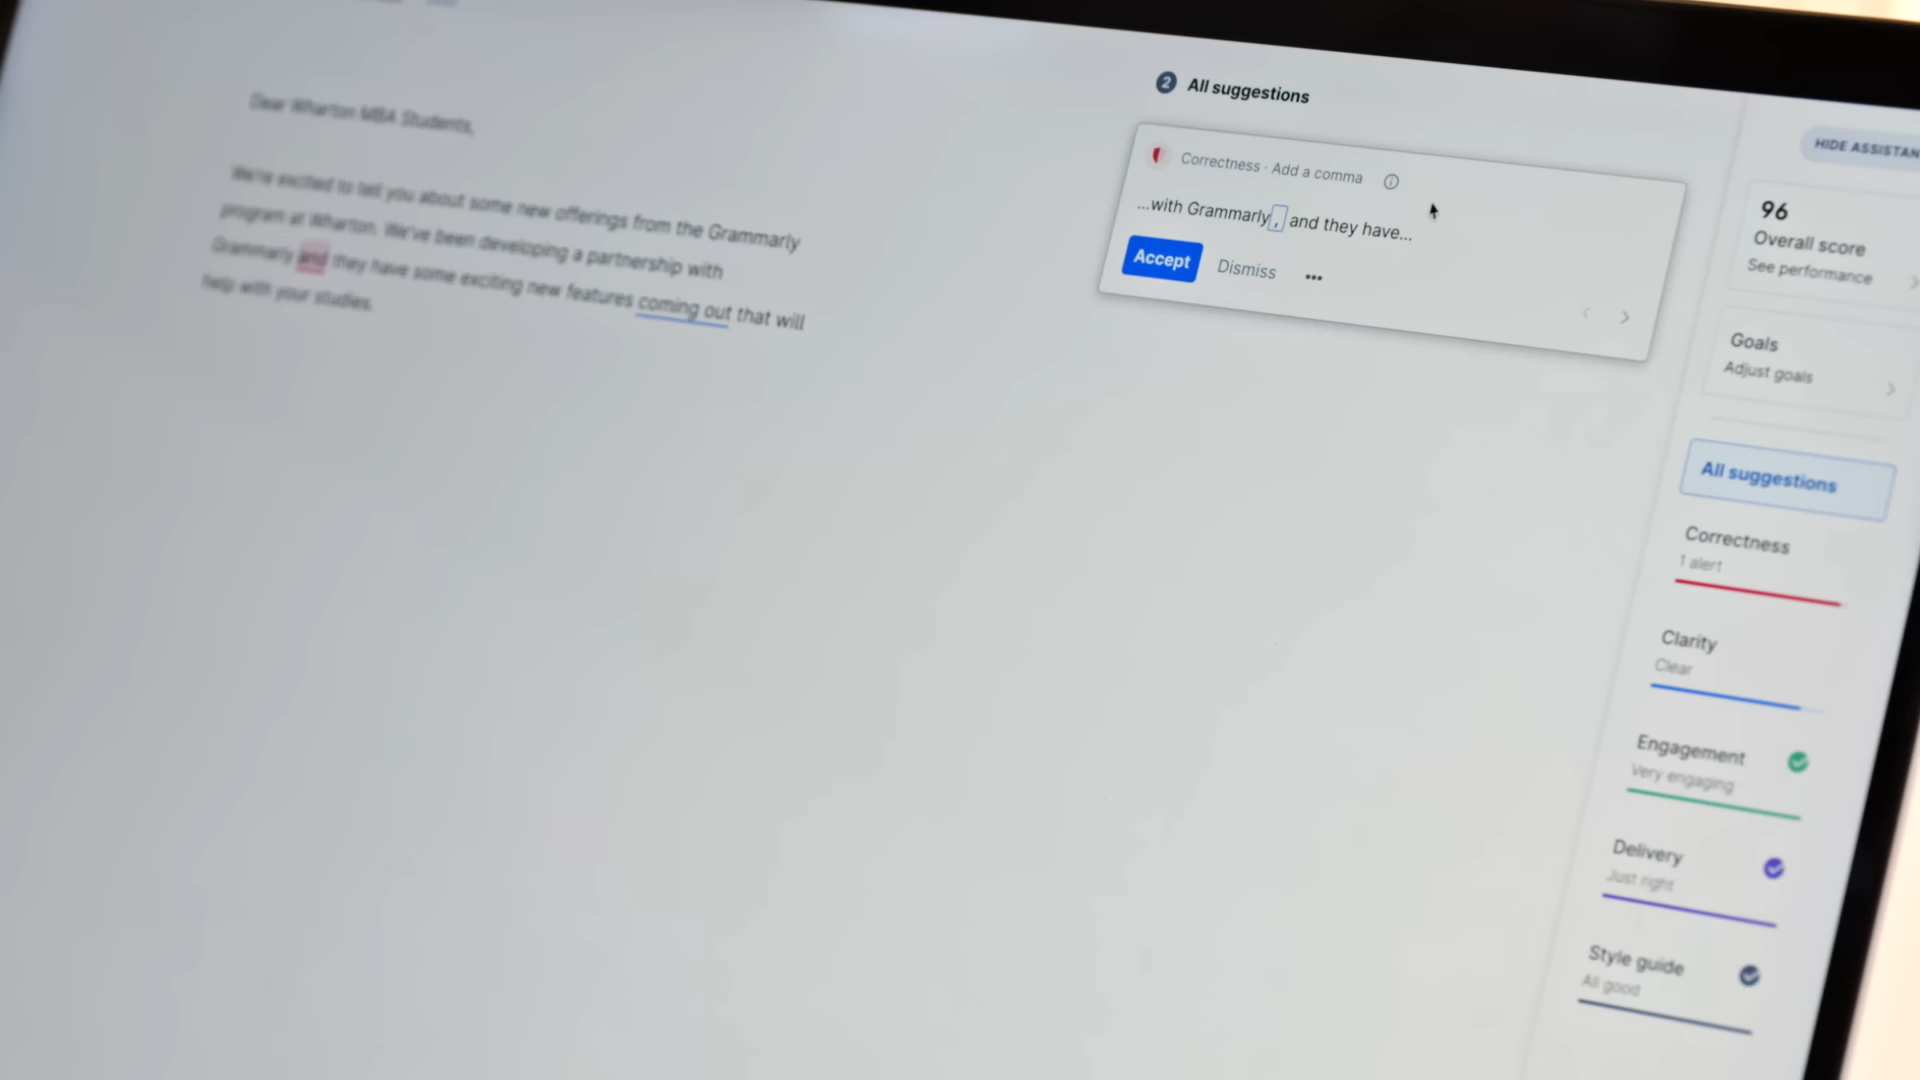 Dear Wharton MBA Students,
We're excited to tell you about some new offerings from the Grammarly
program at Wharton. We've been developing a partnership with
Grammarly and they have some exciting new features coming out that will
help with your studies.
2 All suggestions
Correctness · Add a comma
...with Grammarly, and they have...
Accept Dismiss •••
HIDE ASSISTAN
96
Overall score
See performance
Goals
Adjust goals
All suggestions
Correctness
1 alert
Clarity
Clear
Engagement
Very engaging
Delivery
Just right
Style guide
All good